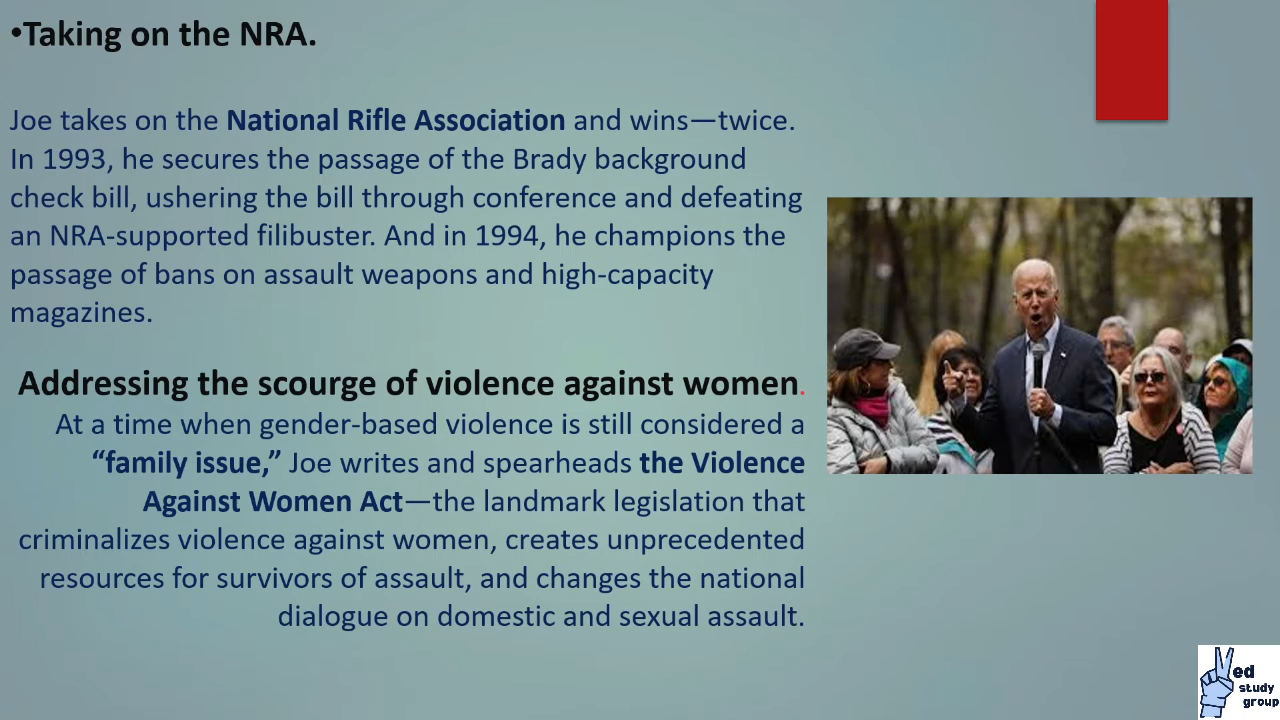 •Taking on the NRA.
Joe takes on the National Rifle Association and wins—twice.
In 1993, he secures the passage of the Brady background
check bill, ushering the bill through conference and defeating
an NRA-supported filibuster. And in 1994, he champions the
passage of bans on assault weapons and high-capacity
magazines.
Addressing the scourge of violence against women.
At a time when gender-based violence is still considered a
“family issue,” Joe writes and spearheads the Violence
Against Women Act—the landmark legislation that
criminalizes violence against women, creates unprecedented
resources for survivors of assault, and changes the national
dialogue on domestic and sexual assault.
ed
study
group